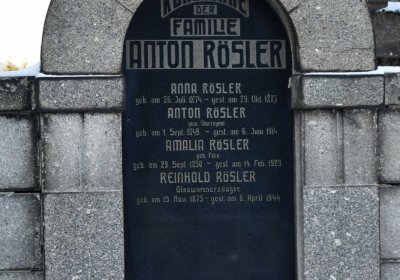 DER
FAMILIE
ANTON RÖSLER
ANNA RÖSLER
geb. am 26. Juli 1874 – gest. am 29. Okt. 1883
ANTON RÖSLER
geb. am 1. Sept. 1849 – gest. am 6. Juni 1914
AMALIA RÖSLER
geb. am 29. Sept. 1850 – gest. am 14. Feb. 1929
REINHOLD RÖSLER
Glaswarenerzeuger
geb. am 15. Nov. 1875 – gest. am 6. April 1944